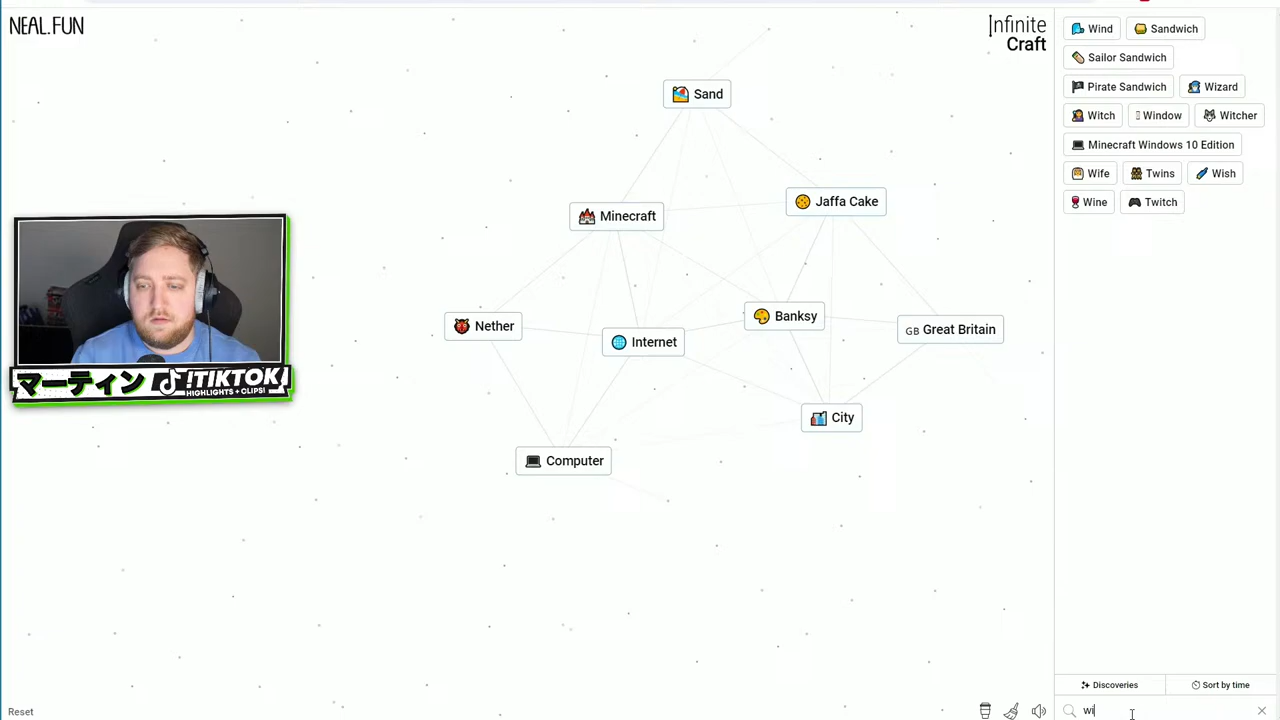 NEAL.FUN
Infinite
Craft
Sand
Minecraft
Jaffa Cake
Nether
Internet
Banksy
GB Great Britain
City
Computer
マーティン !TIKTOK
HIGHLIGHTS + CLIPS!
Wind Sandwich
Sailor Sandwich
Pirate Sandwich Wizard
Witch Window Witcher
Minecraft Windows 10 Edition
Wife Twins Wish
Wine Twitch
Discoveries Sort by time
wi
Reset